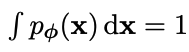 ∫ p_ϕ(𝐱) d𝐱 = 1